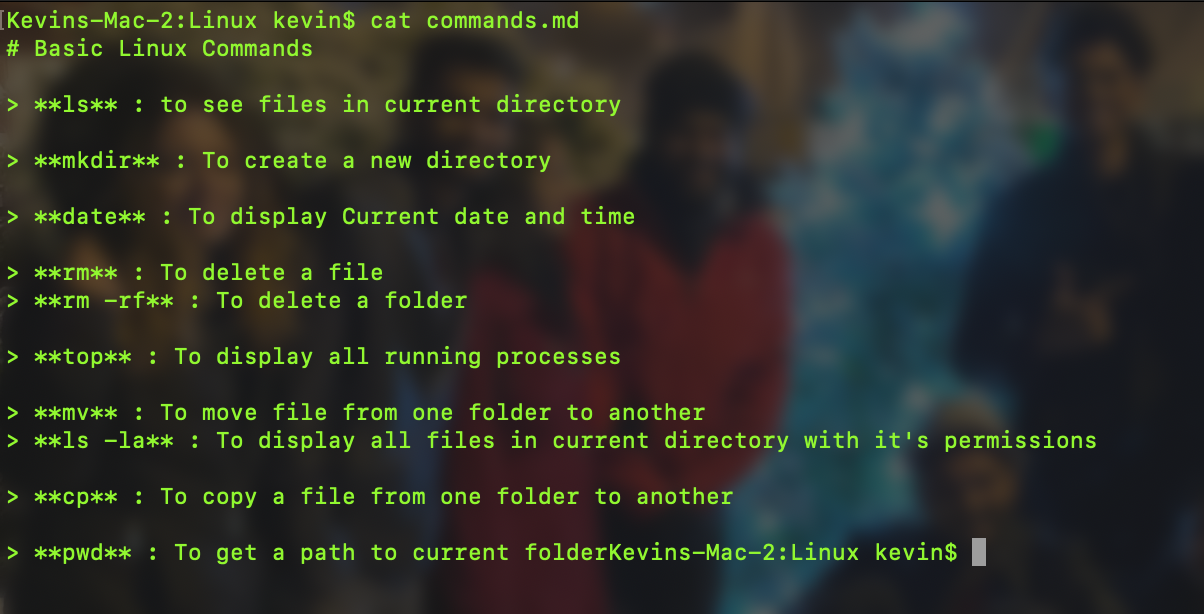 Kevins-Mac-2:Linux kevin$ cat commands.md
# Basic Linux Commands
> **ls** : to see files in current directory
> **mkdir** : To create a new directory
> **date** : To display Current date and time
> **rm** : To delete a file
> **rm -rf** : To delete a folder
> **top** : To display all running processes
> **mv** : To move file from one folder to another
> **ls -la** : To display all files in current directory with it's permissions
> **cp** : To copy a file from one folder to another
> **pwd** : To get a path to current folderKevins-Mac-2:Linux kevin$